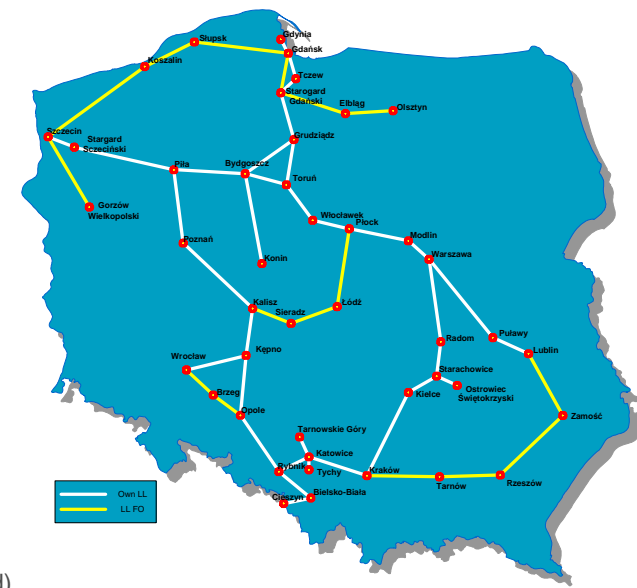 Gdynia
Słupsk
Gdańsk
Koszalin
Tczew
Starogard
Gdański
Elbląg
Olsztyn
Szczecin
Stargard
Sczeciński
Grudziądz
Piła
Bydgoszcz
Toruń
Gorzów
Wielkopolski
Włocławek
Płock
Modlin
Poznań
Warszawa
Konin
Kalisz
Sieradz
Łódź
Puławy
Radom
Lublin
Kępno
Wrocław
Starachowice
Ostrowiec
Świętokrzyski
Kielce
Brzeg
Opole
Zamość
Tarnowskie Góry
Katowice
Rybnik
Tychy
Kraków
Tarnów
Rzeszów
Cieszyn
Bielsko-Biała
Own LL
LL FO